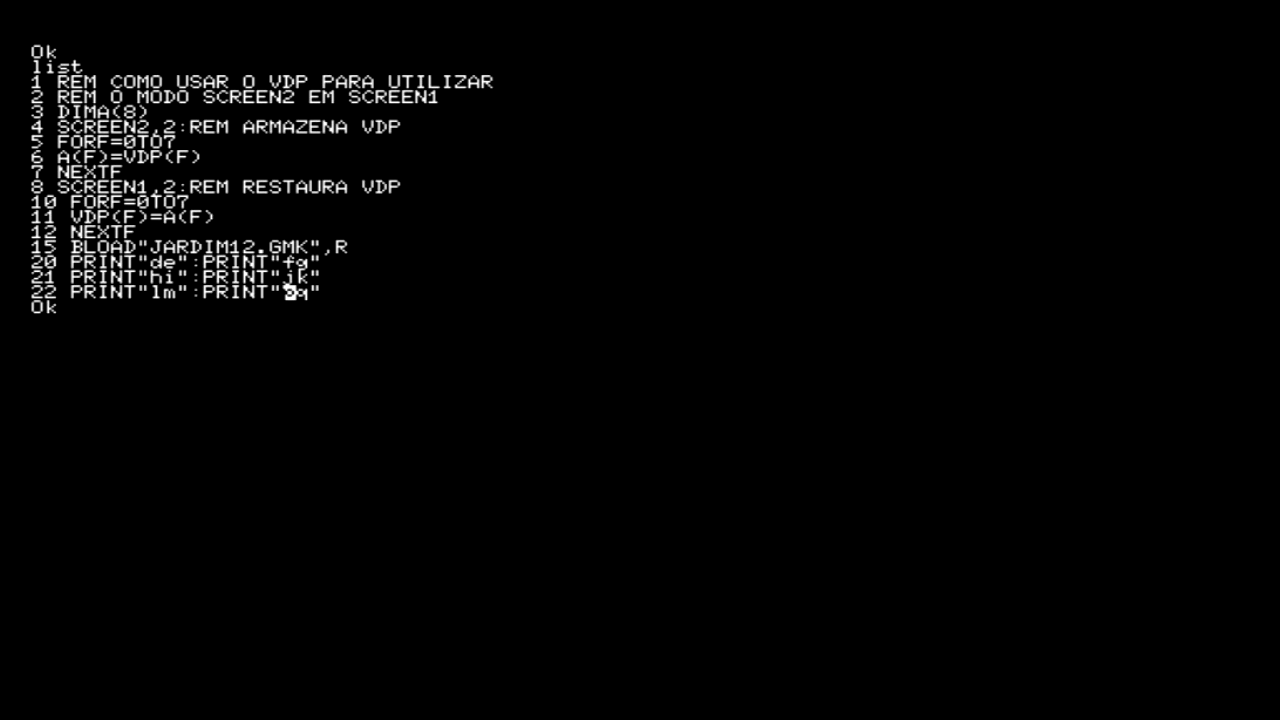 Ok
list
1 REM COMO USAR O VDP PARA UTILIZAR
2 REM O MODO SCREEN2 EM SCREEN1
3 DIMA(8)
4 SCREEN2,2:REM ARMAZENA VDP
5 FORF=0TO7
6 A(F)=VDP(F)
7 NEXTF
8 SCREEN1,2:REM RESTAURA VDP
10 FORF=0TO7
11 VDP(F)=A(F)
12 NEXTF
15 BLOAD"JARDIM12.GMK",R
20 PRINT"de":PRINT"fg"
21 PRINT"hi":PRINT"jk"
22 PRINT"lm":PRINT"
Ok